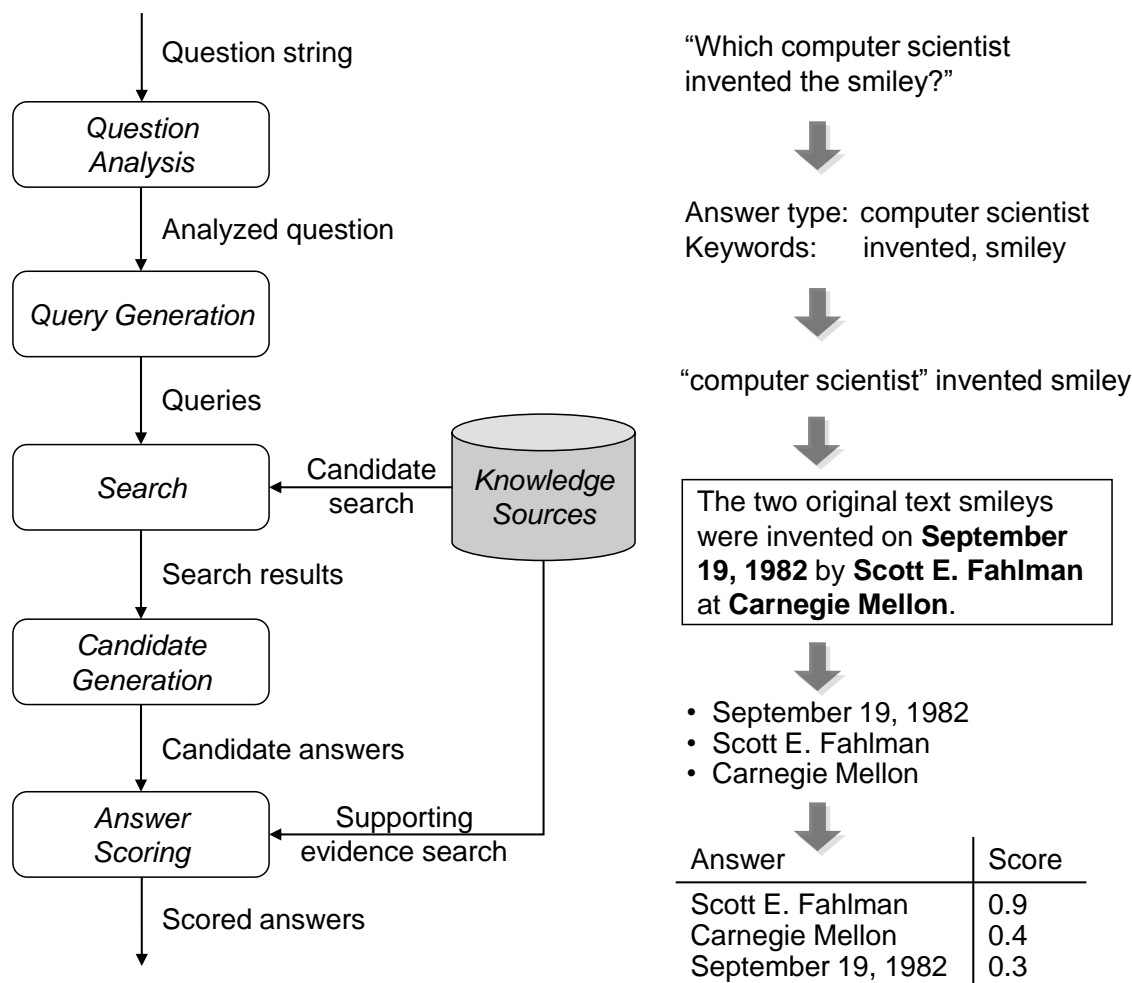 Question string
Question
Analysis
Analyzed question
Query Generation
Queries
Search
Candidate
search
Knowledge
Sources
Search results
Candidate
Generation
Candidate answers
Answer
Scoring
Supporting
evidence search
Scored answers
“Which computer scientist
invented the smiley?”
Answer type: computer scientist
Keywords: invented, smiley
“computer scientist” invented smiley
The two original text smileys
were invented on September
19, 1982 by Scott E. Fahlman
at Carnegie Mellon.
• September 19, 1982
• Scott E. Fahlman
• Carnegie Mellon
Answer Score
Scott E. Fahlman 0.9
Carnegie Mellon 0.4
September 19, 1982 0.3